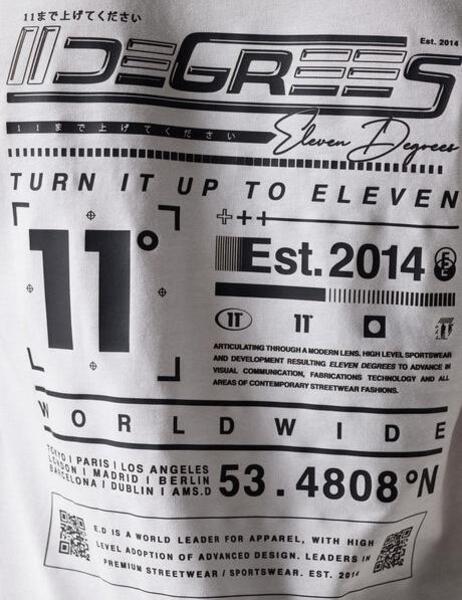 11まで上げてください
11DEGREES
Est. 2014
11まで上げてください
Eleven Degrees
TURN IT UP TO ELEVEN
11°
Est. 2014
11 11
ARTICULATING THROUGH A MODERN LENS. HIGH LEVEL SPORTSWEAR
AND DEVELOPMENT RESULTING ELEVEN DEGREES TO ADVANCE IN
VISUAL COMMUNICATION, FABRICATIONS TECHNOLOGY AND ALL
AREAS OF CONTEMPORARY STREETWEAR FASHIONS.
WORLDWIDE
TOKYO | PARIS | LOS ANGELES
LONDON | MADRID | BERLIN
BARCELONA | DUBLIN | AMS.D
53.4808°N
E.D IS A WORLD LEADER FOR APPAREL, WITH HIGH
LEVEL ADOPTION OF ADVANCED DESIGN. LEADERS IN
PREMIUM STREETWEAR / SPORTSWEAR. EST. 2014